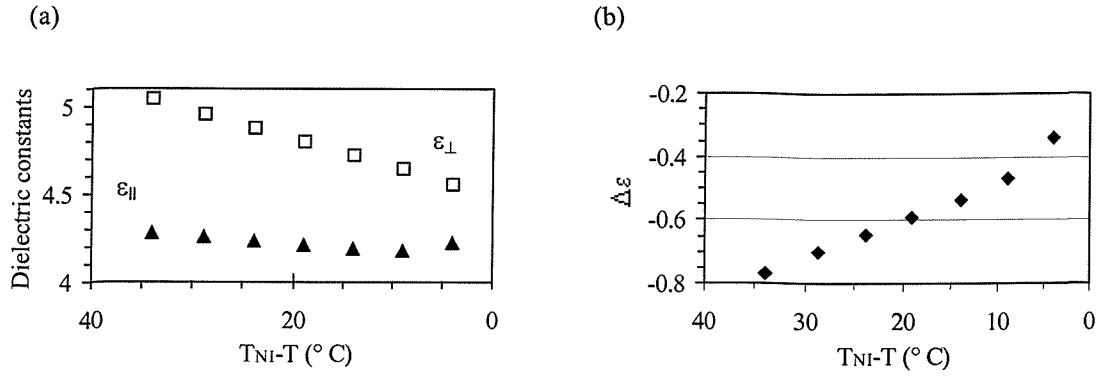 (a)
(b)
Dielectric constants
5
4.5
4
ε⊥
ε||
40
20
0
TNI-T (° C)
Δε
-0.2
-0.4
-0.6
-0.8
40
30
20
10
0
TNI-T (° C)